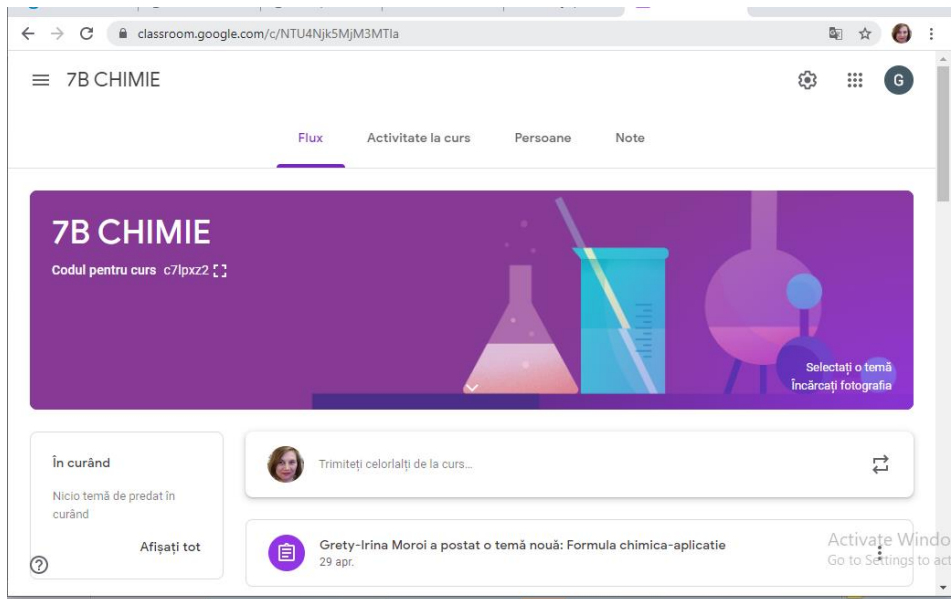 classroom.google.com/c/NTU4Njk5MjM3MTla
7B CHIMIE
G
Flux Activitate la curs Persoane Note
7B CHIMIE
Codul pentru curs c7lpxz2
Selectați o temă
Încărcați fotografia
În curând
Nicio temă de predat în
curând
Afișați tot
Trimiteți celorlalți de la curs...
Grety-Irina Moroi a postat o temă nouă: Formula chimica-aplicatie
29 apr.
Activate Windo
Go to Settings to act